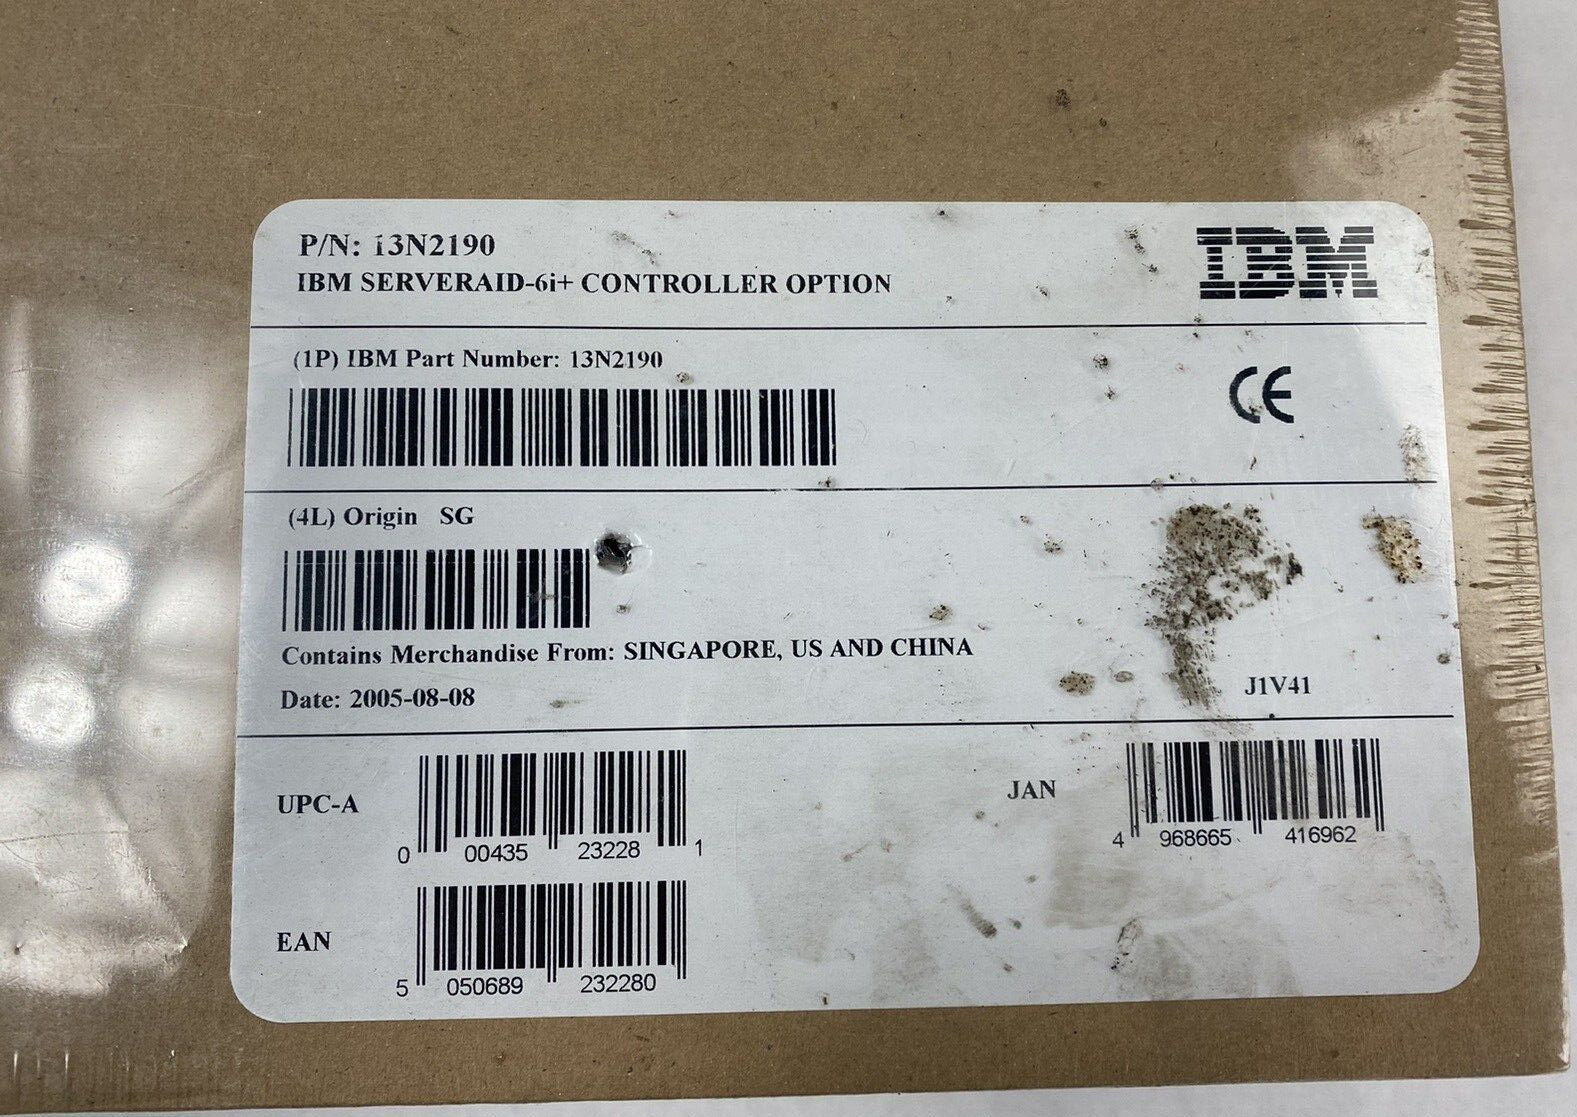 P/N: 13N2190
IBM SERVERAID-6i+ CONTROLLER OPTION
IBM
(1P) IBM Part Number: 13N2190
CE
(4L) Origin SG
Contains Merchandise From: SINGAPORE, US AND CHINA
Date: 2005-08-08
J1V41
UPC-A
0 00435 23228 1
JAN
4 968665 416962
EAN
5 050689 232280